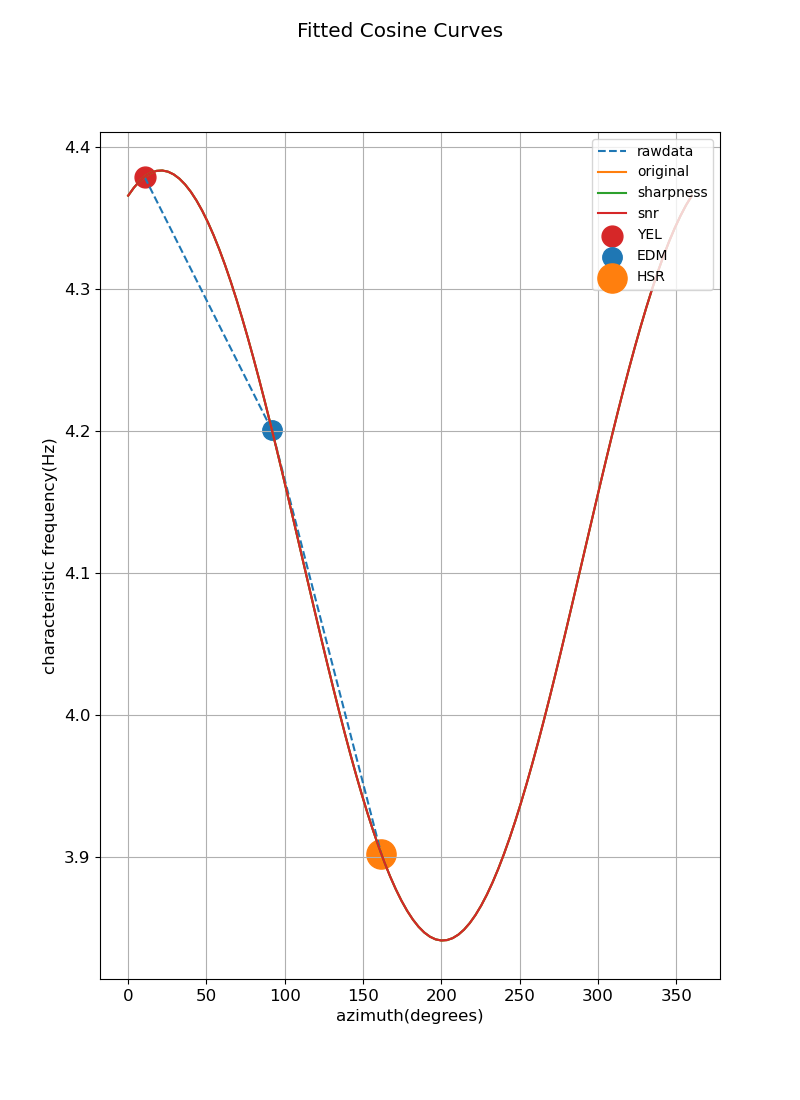 Fitted Cosine Curves
4.4
4.3
4.2
4.1
4.0
3.9
characteristic frequency(Hz)
rawdata
original
sharpness
snr
YEL
EDM
HSR
0 50 100 150 200 250 300 350
azimuth(degrees)